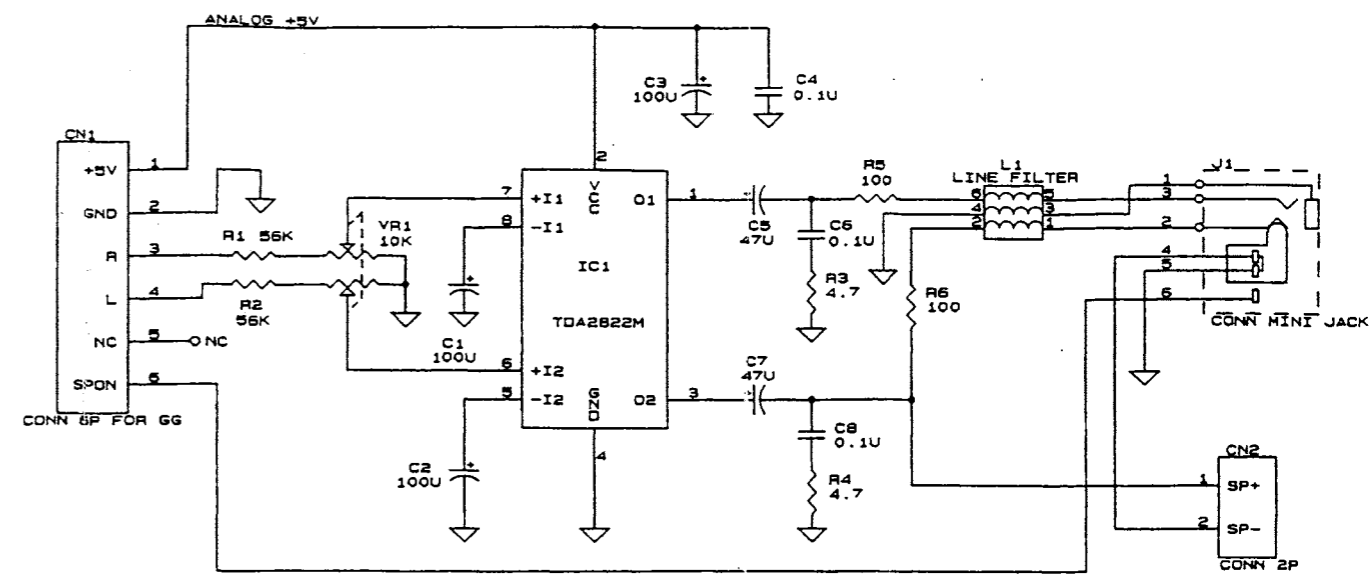 ANALOG +5V
C3
100U
C4
0.1U
CN1
+5V
1
GND
2
R
3
L
4
NC
5
NC
SPON
6
CONN 6P FOR GG
R1 56K
R2
56K
VR1
10K
C1
100U
C2
100U
2
VCC
7
+I1
8
-I1
6
+I2
5
-I2
IC1
TDA2822M
O1
1
O2
3
GND
4
C5
47U
C6
0.1U
R3
4.7
C7
47U
C8
0.1U
R4
4.7
R5
100
R6
100
L1
LINE FILTER
6
4
2
5
3
1
J1
1
3
2
4
5
6
CONN MINI JACK
CN2
1
SP+
2
SP-
CONN 2P